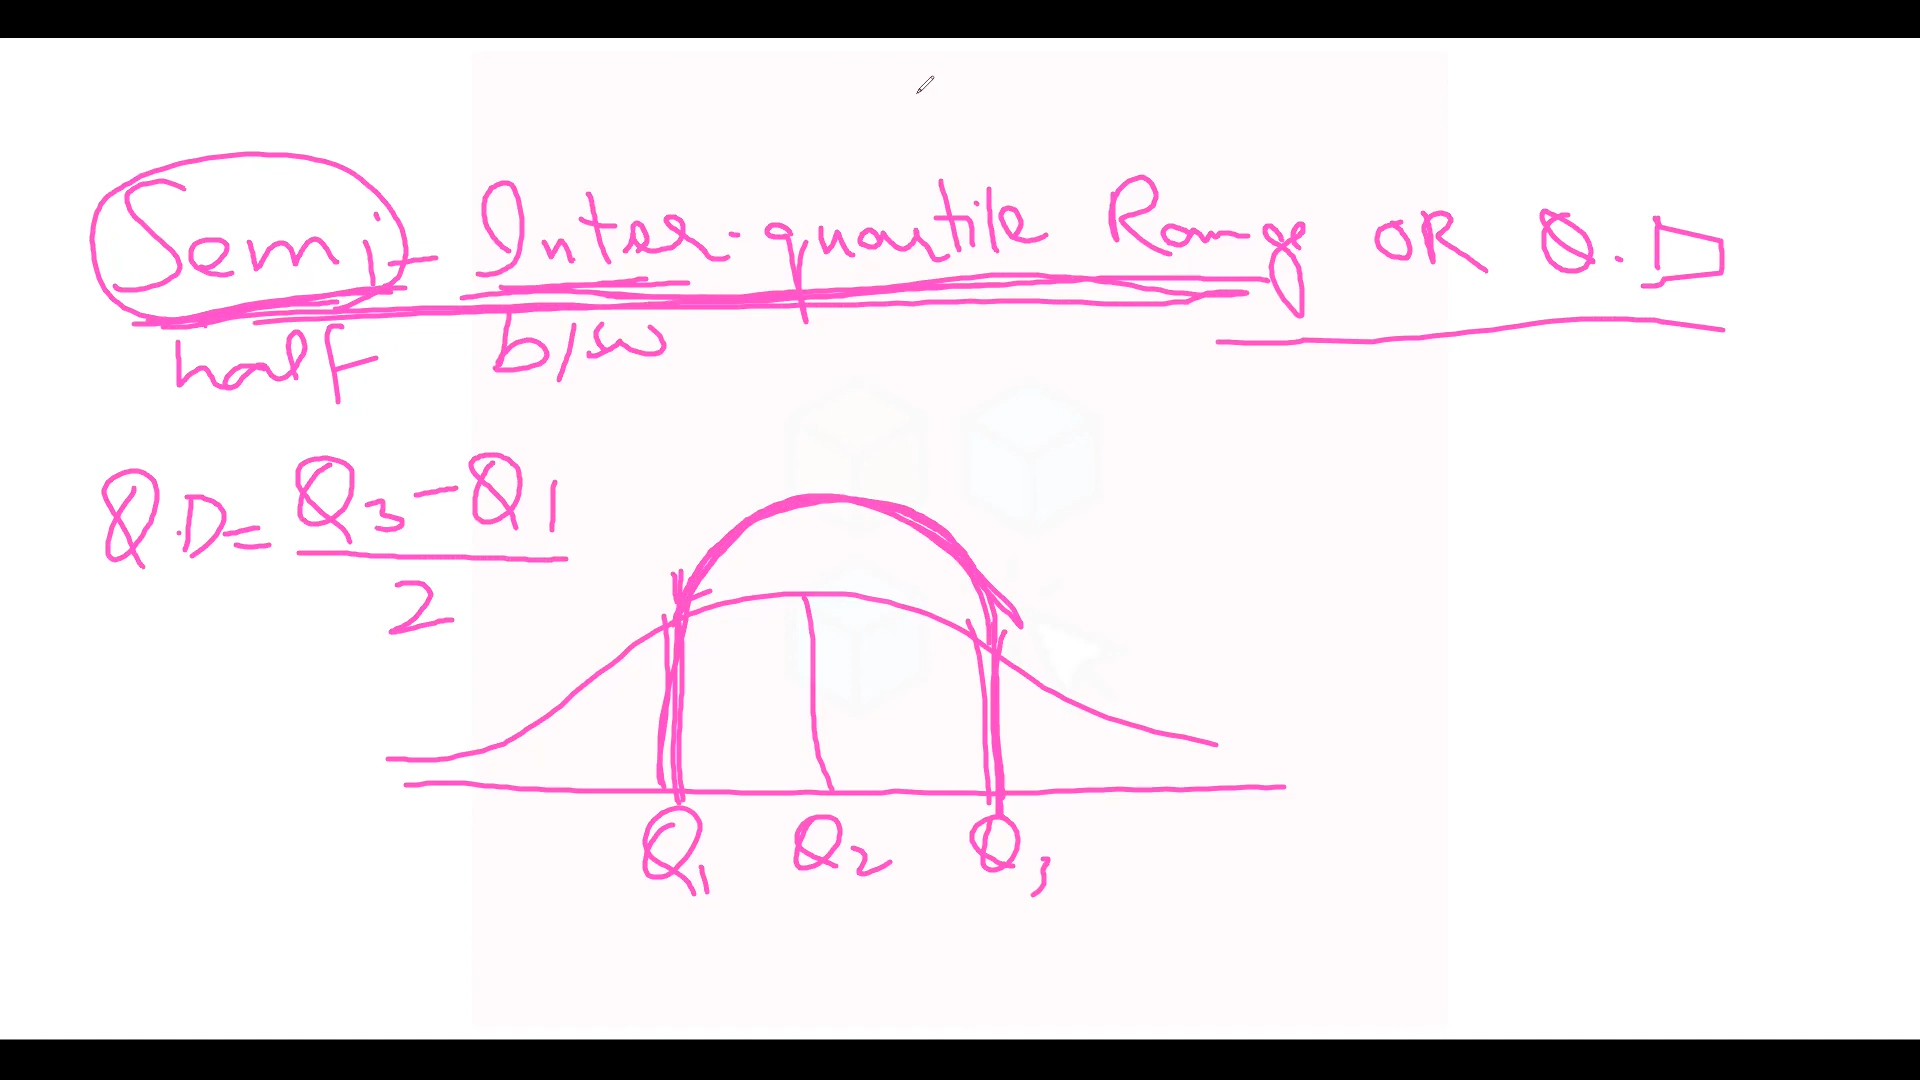 Semi - Inter-quartile Range OR Q.D
half b/w
Q.D = Q3 - Q1
2
Q1 Q2 Q3